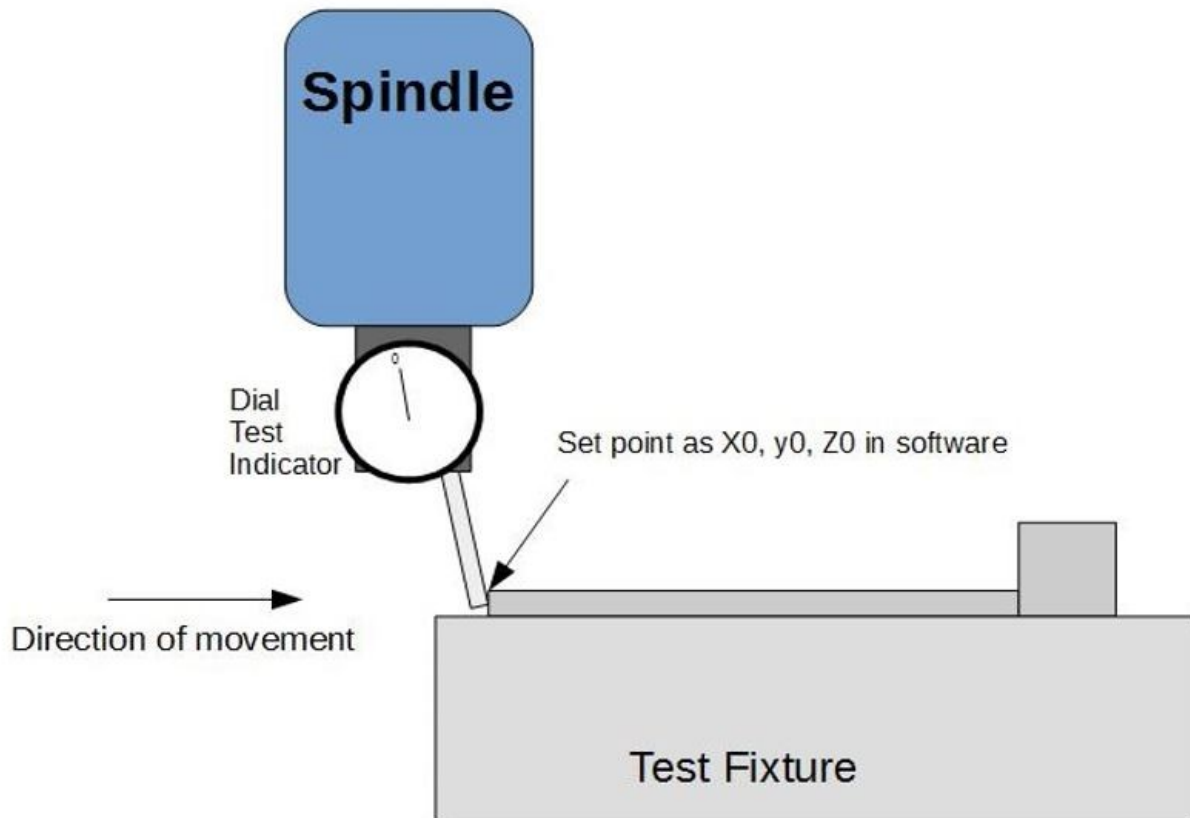 Spindle
0
Dial
Test
Indicator
Set point as X0, y0, Z0 in software
Direction of movement
Test Fixture